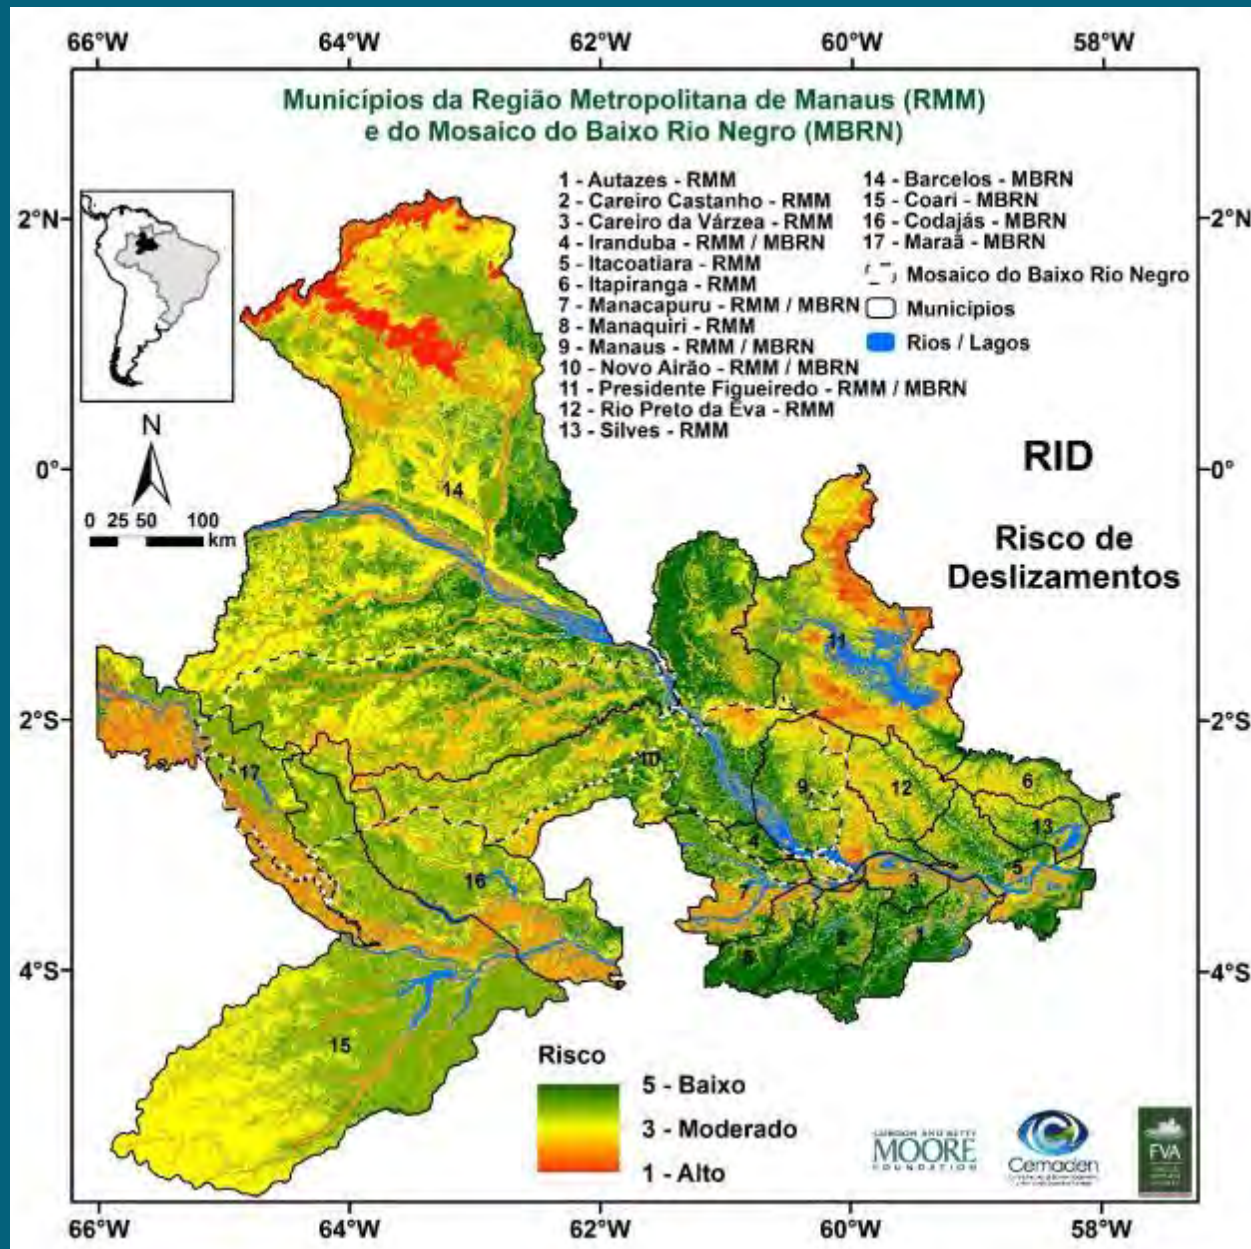 66°W 64°W 62°W 60°W 58°W
Municípios da Região Metropolitana de Manaus (RMM)
e do Mosaico do Baixo Rio Negro (MBRN)
1 - Autazes - RMM
2 - Careiro Castanho - RMM
3 - Careiro da Várzea - RMM
4 - Iranduba - RMM / MBRN
5 - Itacoatiara - RMM
6 - Itapiranga - RMM
7 - Manacapuru - RMM / MBRN
8 - Manaquiri - RMM
9 - Manaus - RMM / MBRN
10 - Novo Airão - RMM / MBRN
11 - Presidente Figueiredo - RMM / MBRN
12 - Rio Preto da Eva - RMM
13 - Silves - RMM
14 - Barcelos - MBRN
15 - Coari - MBRN
16 - Codajás - MBRN
17 - Maraã - MBRN
Mosaico do Baixo Rio Negro
Municípios
Rios / Lagos
2°N 2°N
N
0 25 50 100
km
0° 0°
RID
Risco de
Deslizamentos
14
11
2°S 2°S
17
10
9
12
6
13
4
16
7
3
5
8
2
1
4°S 4°S
15
Risco
5 - Baixo
3 - Moderado
1 - Alto
GORDON AND BETTY
MOORE
FOUNDATION
Cemaden
FVA
66°W 64°W 62°W 60°W 58°W